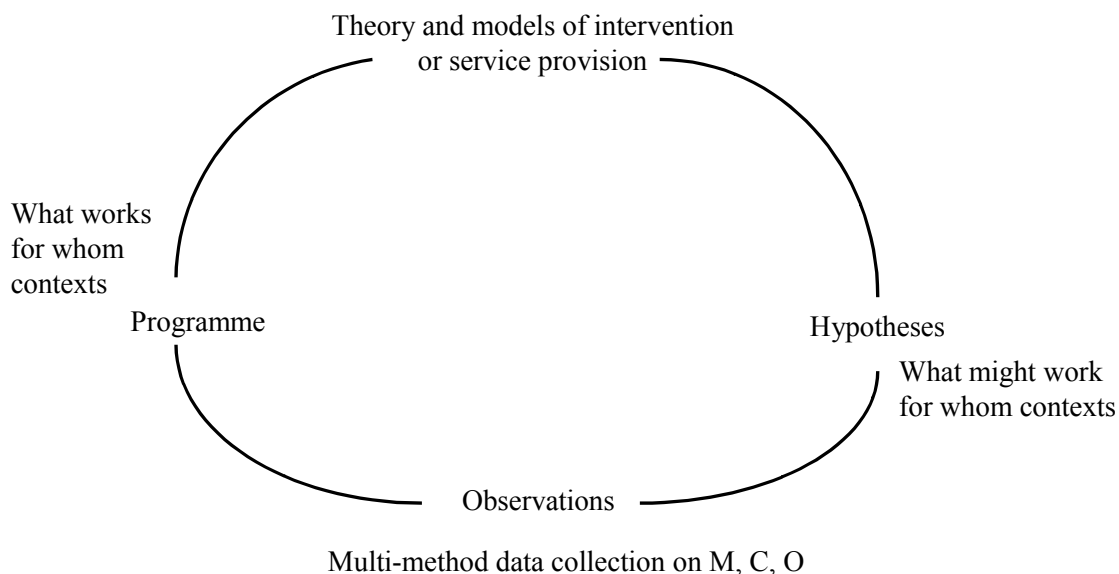 Theory and models of intervention
or service provision
What works
for whom
contexts
Programme
Hypotheses
What might work
for whom contexts
Observations
Multi-method data collection on M, C, O